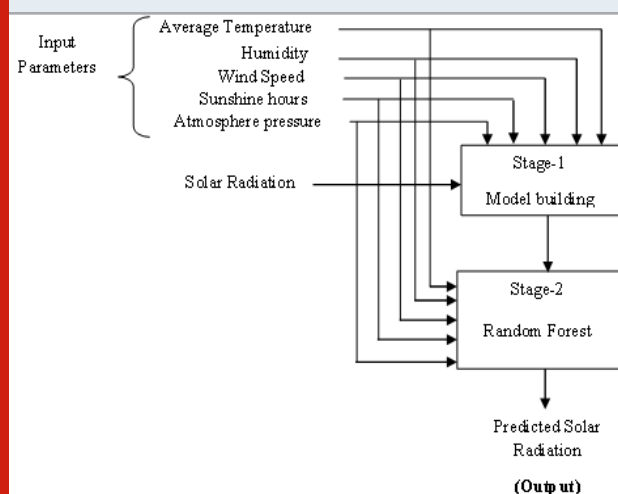 Average Temperature
Input
Parameters
Humidity
Wind Speed
Sunshine hours
Atmosphere pressure
Solar Radiation
Stage-1
Model building
Stage-2
Random Forest
Predicted Solar
Radiation
(Output)